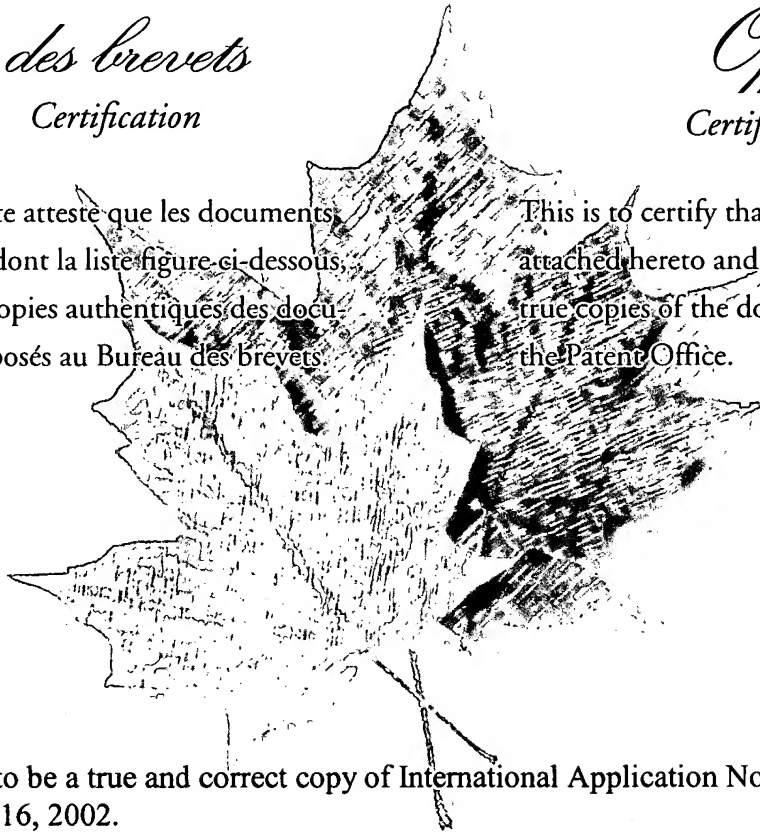 des brevets
Certification
te atteste que les documents,
dont la liste figure ci-dessous,
opies authentiques des docu-
posés au Bureau des brevets.
Certif
This is to certify tha
attached hereto and
true copies of the do
the Patent Office.
to be a true and correct copy of International Application No
16, 2002.